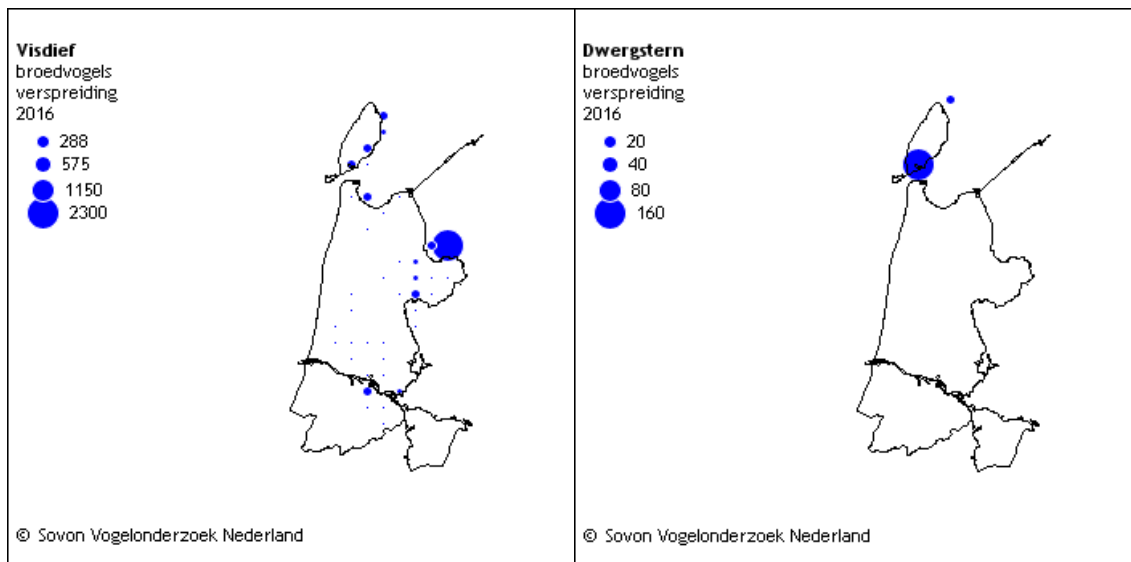 Visdief
broedvogels
verspreiding
2016
288
575
1150
2300
© Sovon Vogelonderzoek Nederland
Dwergstern
broedvogels
verspreiding
2016
20
40
80
160
© Sovon Vogelonderzoek Nederland